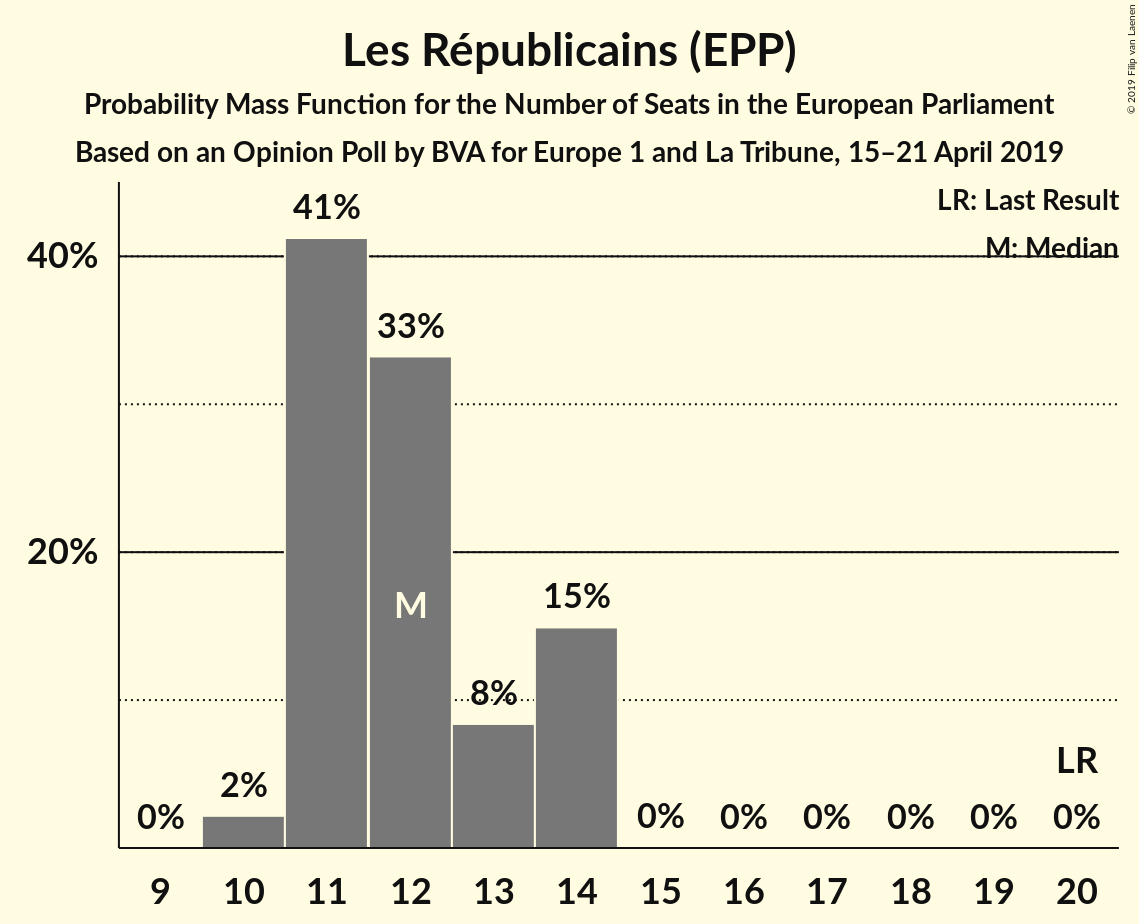 Les Républicains (EPP)
Probability Mass Function for the Number of Seats in the European Parliament
Based on an Opinion Poll by BVA for Europe 1 and La Tribune, 15–21 April 2019
© 2019 Filip van Laenen
LR: Last Result
M: Median
40%
20%
0%
2%
41%
33%
M
8%
15%
0%
0%
0%
0%
0%
LR
0%
9 10 11 12 13 14 15 16 17 18 19 20